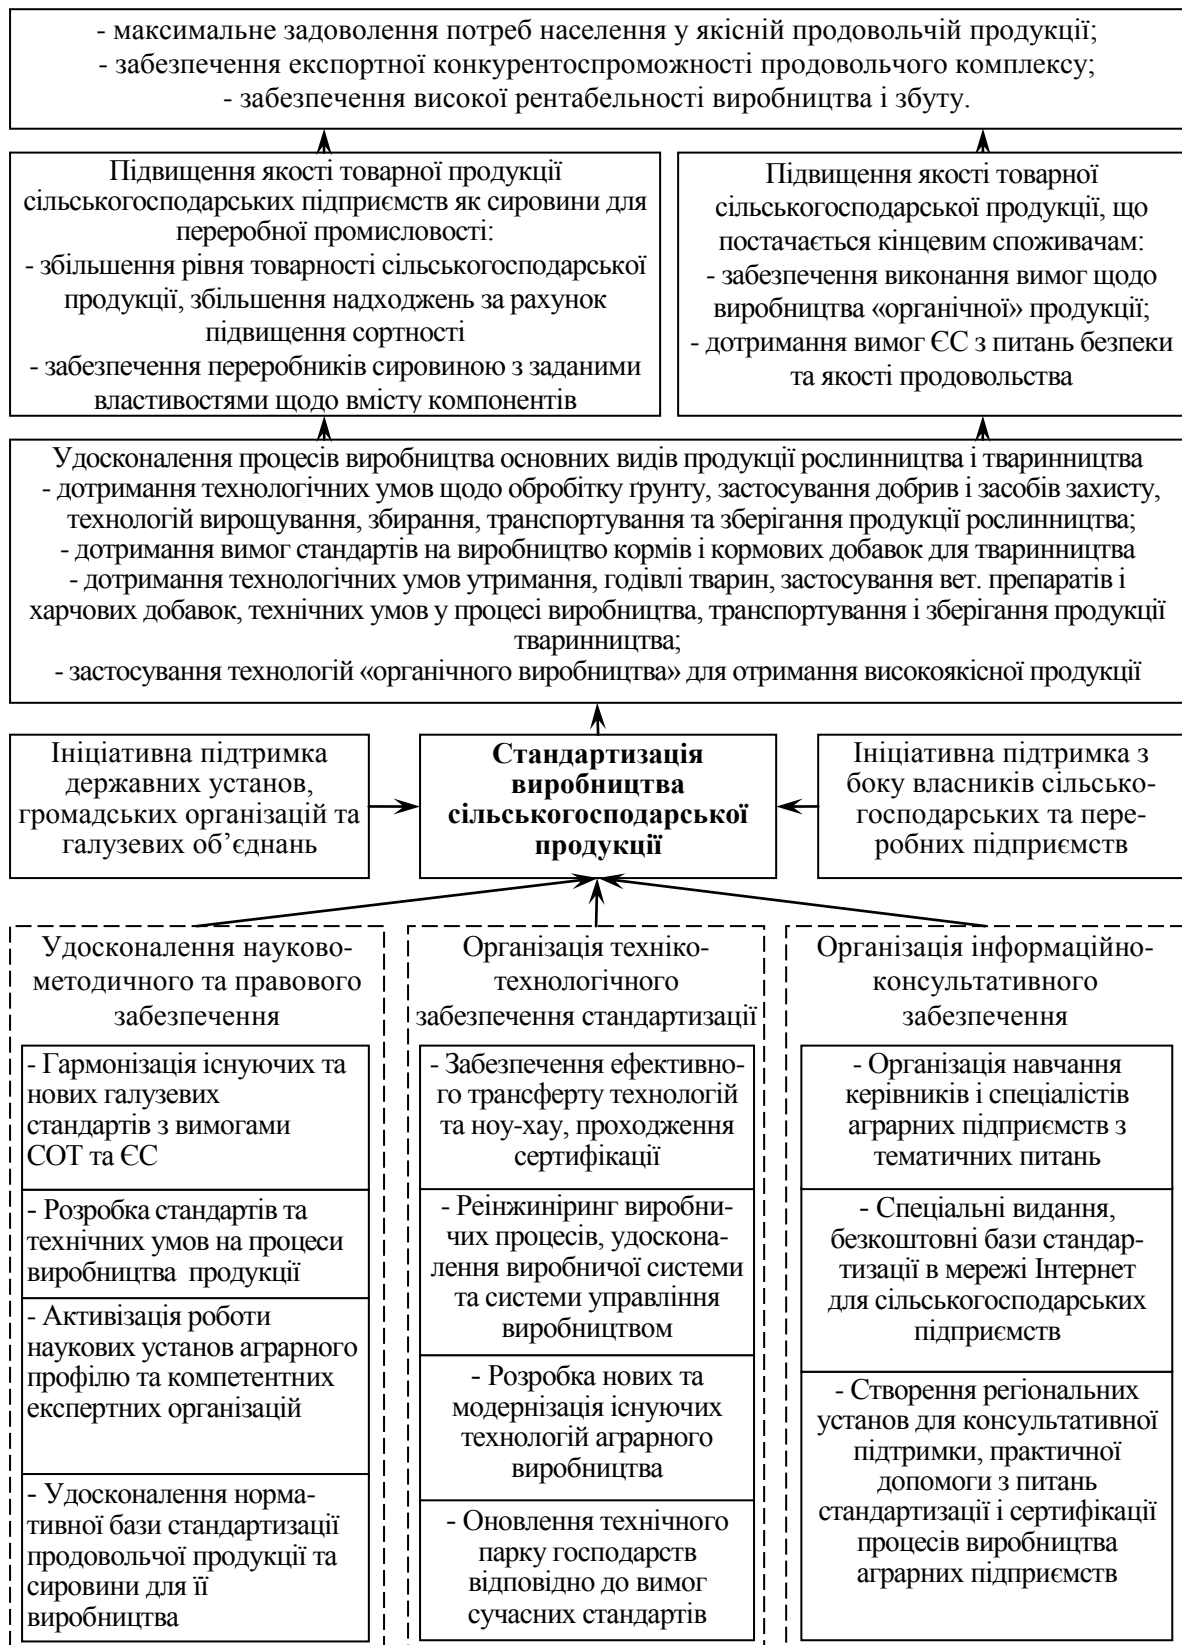 - максимальне задоволення потреб населення у якісній продовольчій продукції;
- забезпечення експортної конкурентоспроможності продовольчого комплексу;
- забезпечення високої рентабельності виробництва і збуту.
Підвищення якості товарної продукції
сільськогосподарських підприємств як сировини для
переробної промисловості:
- збільшення рівня товарності сільськогосподарської
продукції, збільшення надходжень за рахунок
підвищення сортності
- забезпечення переробників сировиною з заданими
властивостями щодо вмісту компонентів
Підвищення якості товарної
сільськогосподарської продукції, що
постачається кінцевим споживачам:
- забезпечення виконання вимог щодо
виробництва «органічної» продукції;
- дотримання вимог ЄС з питань безпеки
та якості продовольства
Удосконалення процесів виробництва основних видів продукції рослинництва і тваринництва
- дотримання технологічних умов щодо обробітку ґрунту, застосування добрив і засобів захисту,
технологій вирощування, збирання, транспортування та зберігання продукції рослинництва;
- дотримання вимог стандартів на виробництво кормів і кормових добавок для тваринництва
- дотримання технологічних умов утримання, годівлі тварин, застосування вет. препаратів і
харчових добавок, технічних умов у процесі виробництва, транспортування і зберігання продукції
тваринництва;
- застосування технологій «органічного виробництва» для отримання високоякісної продукції
Ініціативна підтримка
державних установ,
громадських організацій та
галузевих об’єднань
Стандартизація
виробництва
сільськогосподарської
продукції
Ініціативна підтримка з
боку власників сільсько-
господарських та пере-
робних підприємств
Удосконалення науково-
методичного та правового
забезпечення
- Гармонізація існуючих та
нових галузевих
стандартів з вимогами
СОТ та ЄС
- Розробка стандартів та
технічних умов на процеси
виробництва продукції
- Активізація роботи
наукових установ аграрного
профілю та компетентних
експертних організацій
- Удосконалення норма-
тивної бази стандартизації
продовольчої продукції та
сировини для її
виробництва
Організація техніко-
технологічного
забезпечення стандартизації
- Забезпечення ефективно-
го трансферту технологій
та ноу-хау, проходження
сертифікації
- Реінжиніринг виробни-
чих процесів, удоскона-
лення виробничої системи
та системи управління
виробництвом
- Розробка нових та
модернізація існуючих
технологій аграрного
виробництва
- Оновлення технічного
парку господарств
відповідно до вимог
сучасних стандартів
Організація інформаційно-
консультативного
забезпечення
- Організація навчання
керівників і спеціалістів
аграрних підприємств з
тематичних питань
- Спеціальні видання,
безкоштовні бази стандар-
тизації в мережі Інтернет
для сільськогосподарських
підприємств
- Створення регіональних
установ для консультативної
підтримки, практичної
допомоги з питань
стандартизації і сертифікації
процесів виробництва
аграрних підприємств